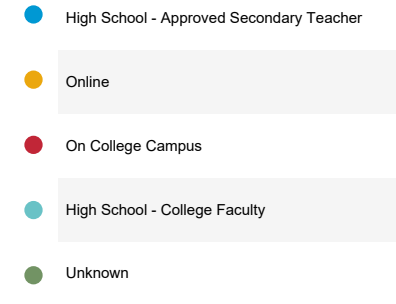 High School - Approved Secondary Teacher
Online
On College Campus
High School - College Faculty
Unknown